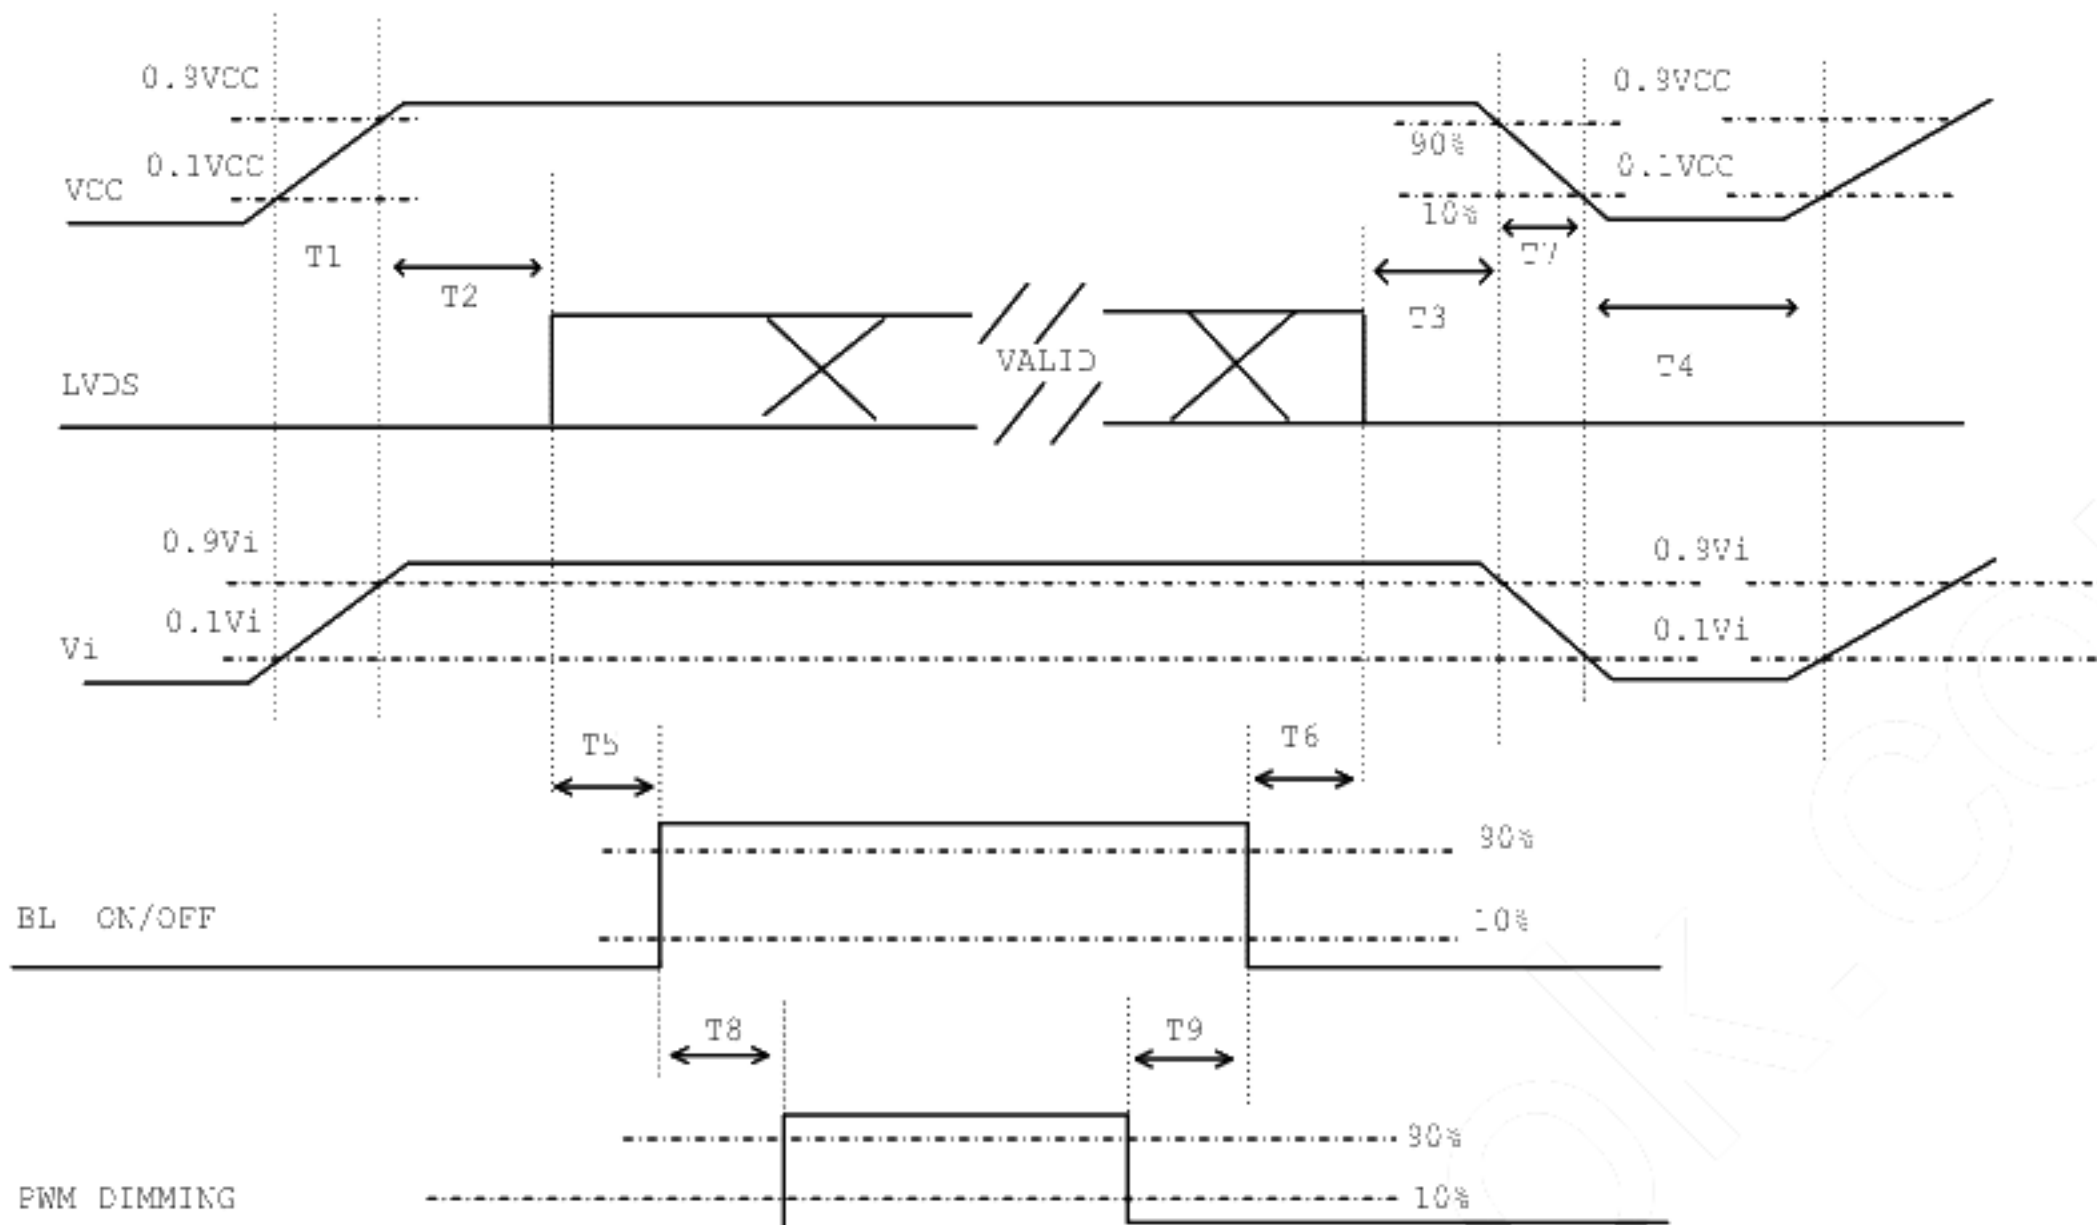 0.9VCC
0.9VCC
90%
0.1VCC
0.1VCC
VCC
10%
T1
T7
T2
T3
VALID
T4
LVDS
0.9Vi
0.9Vi
0.1Vi
0.1Vi
Vi
T5
T6
90%
BL ON/OFF
10%
T8
T9
90%
PWM DIMMING
10%